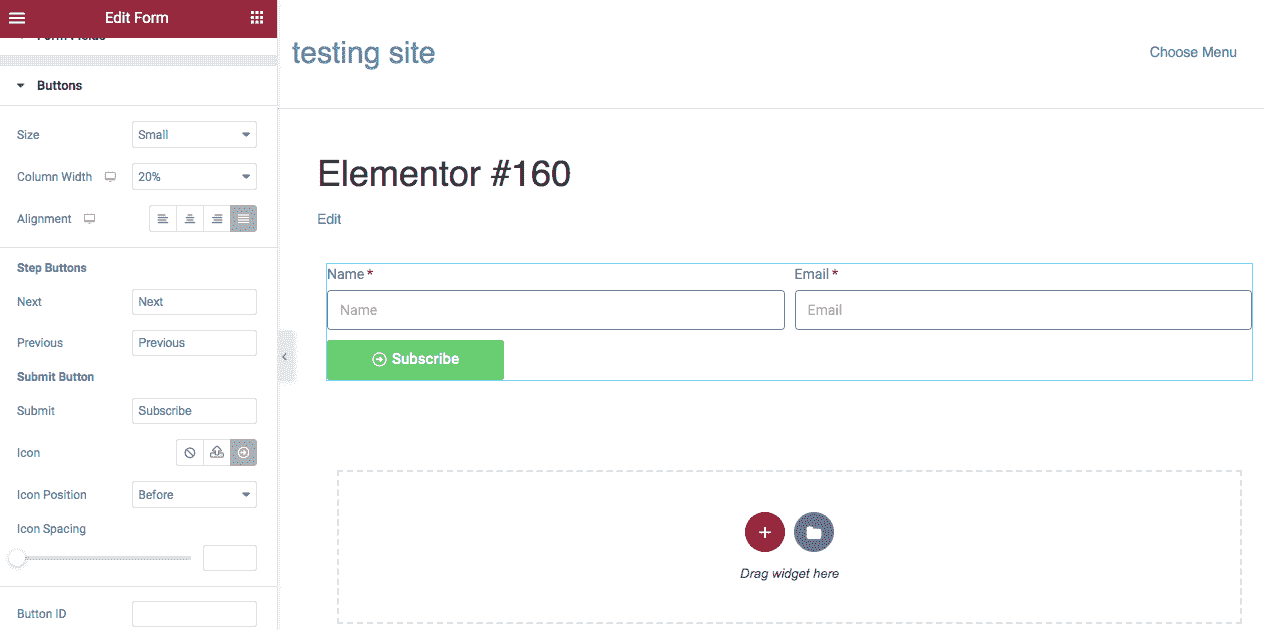 Edit Form
Form Fields
Buttons
Size
Small
Column Width
20%
Alignment
Step Buttons
Next
Next
Previous
Previous
Submit Button
Submit
Subscribe
Icon
Icon Position
Before
Icon Spacing
Button ID
testing site
Choose Menu
Elementor #160
Edit
Name *
Email *
Name
Email
Subscribe
Drag widget here